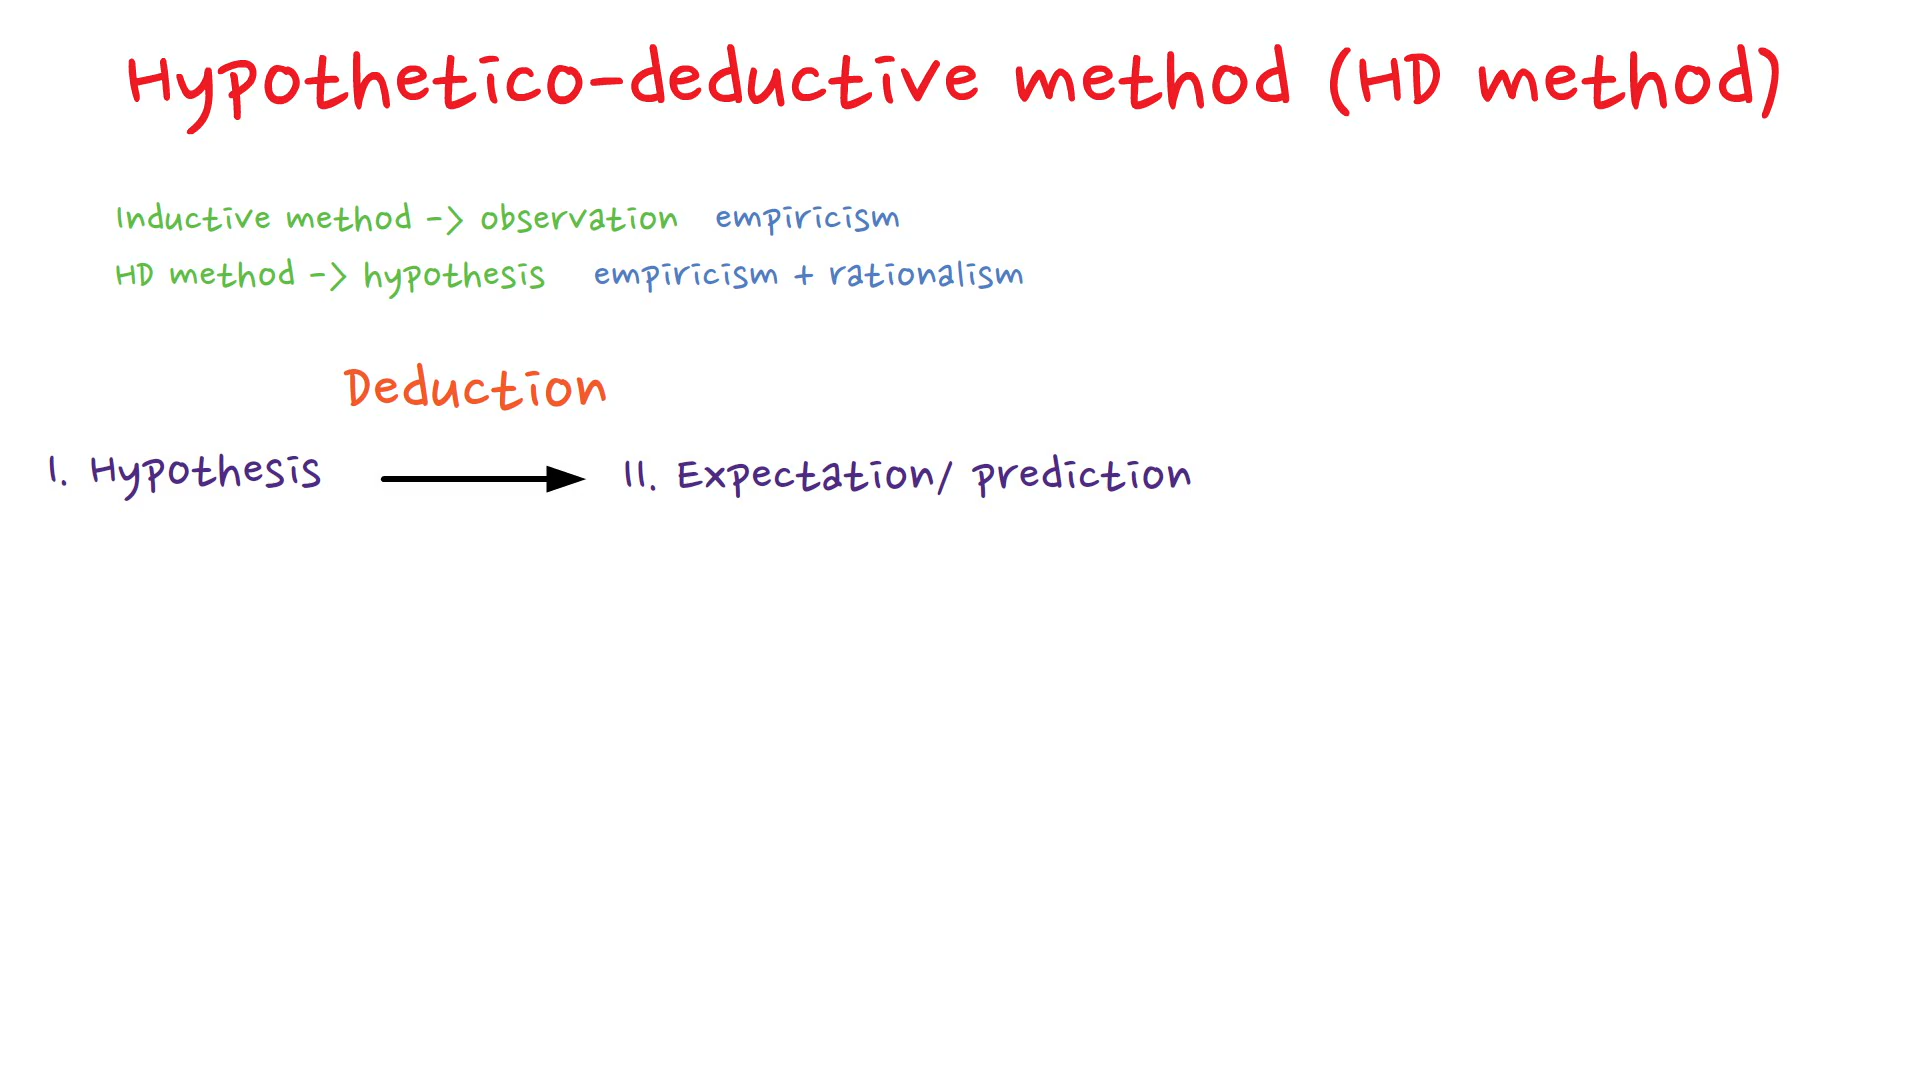 Hypothetico-deductive method (HD method)
Inductive method -> observation empiricism
HD method -> hypothesis empiricism + rationalism
Deduction
I. Hypothesis II. Expectation/ prediction